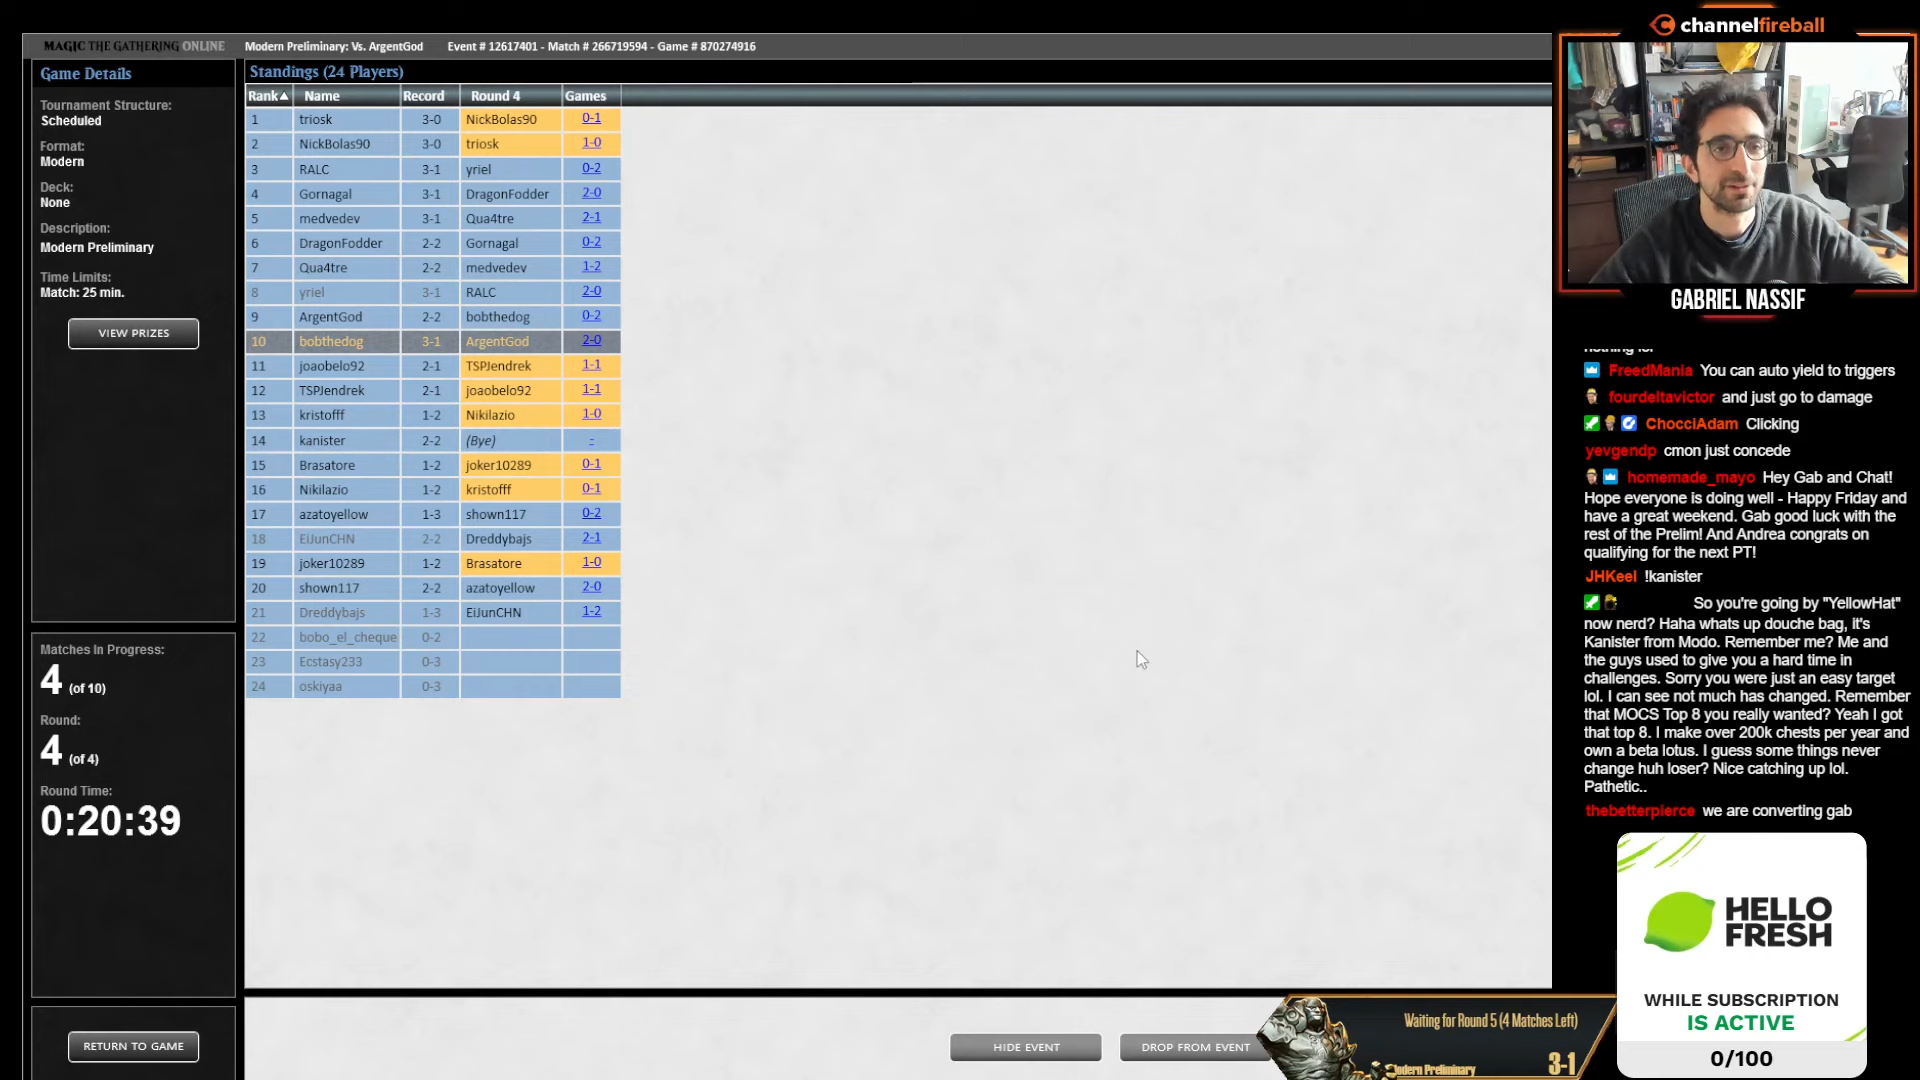 MAGIC THE GATHERING ONLINE
Modern Preliminary: Vs. ArgentGod Event # 12617401 - Match # 266719594 - Game # 870274916
Game Details
Tournament Structure:
Scheduled
Format:
Modern
Deck:
None
Description:
Modern Preliminary
Time Limits:
Match: 25 min.
VIEW PRIZES
Matches In Progress:
4 (of 10)
Round:
4 (of 4)
Round Time:
0:20:39
RETURN TO GAME
Standings (24 Players)
Rank Name Record Round 4 Games
1 triosk 3-0 NickBolas90 0-1
2 NickBolas90 3-0 triosk 1-0
3 RALC 3-1 yriel 0-2
4 Gornagal 3-1 DragonFodder 2-0
5 medvedev 3-1 Qua4tre 2-1
6 DragonFodder 2-2 Gornagal 0-2
7 Qua4tre 2-2 medvedev 1-2
8 yriel 3-1 RALC 2-0
9 ArgentGod 2-2 bobthedog 0-2
10 bobthedog 3-1 ArgentGod 2-0
11 joaobelo92 2-1 TSPJendrek 1-1
12 TSPJendrek 2-1 joaobelo92 1-1
13 kristofff 1-2 Nikilazio 1-0
14 kanister 2-2 (Bye) -
15 Brasatore 1-2 joker10289 0-1
16 Nikilazio 1-2 kristofff 0-1
17 azatoyellow 1-3 shown117 0-2
18 EiJunCHN 2-2 Dreddybajs 2-1
19 joker10289 1-2 Brasatore 1-0
20 shown117 2-2 azatoyellow 2-0
21 Dreddybajs 1-3 EiJunCHN 1-2
22 bobo_el_cheque 0-2
23 Ecstasy233 0-3
24 oskiyaa 0-3
HIDE EVENT
DROP FROM EVENT
Waiting for Round 5 (4 Matches Left)
Modern Preliminary
3-1
channelfireball
GABRIEL NASSIF
nothing lol
FreedMania You can auto yield to triggers
fourdeltavictor and just go to damage
ChocciAdam Clicking
yevgendp cmon just concede
homemade_mayo Hey Gab and Chat!
Hope everyone is doing well - Happy Friday and
have a great weekend. Gab good luck with the
rest of the Prelim! And Andrea congrats on
qualifying for the next PT!
JHKeel !kanister
So you're going by "YellowHat"
now nerd? Haha whats up douche bag, it's
Kanister from Modo. Remember me? Me and
the guys used to give you a hard time in
challenges. Sorry you were just an easy target
lol. I can see not much has changed. Remember
that MOCS Top 8 you really wanted? Yeah I got
that top 8. I make over 200k chests per year and
own a beta lotus. I guess some things never
change huh loser? Nice catching up lol.
Pathetic..
thebetterpierce we are converting gab
HELLO
FRESH
WHILE SUBSCRIPTION
IS ACTIVE
0/100